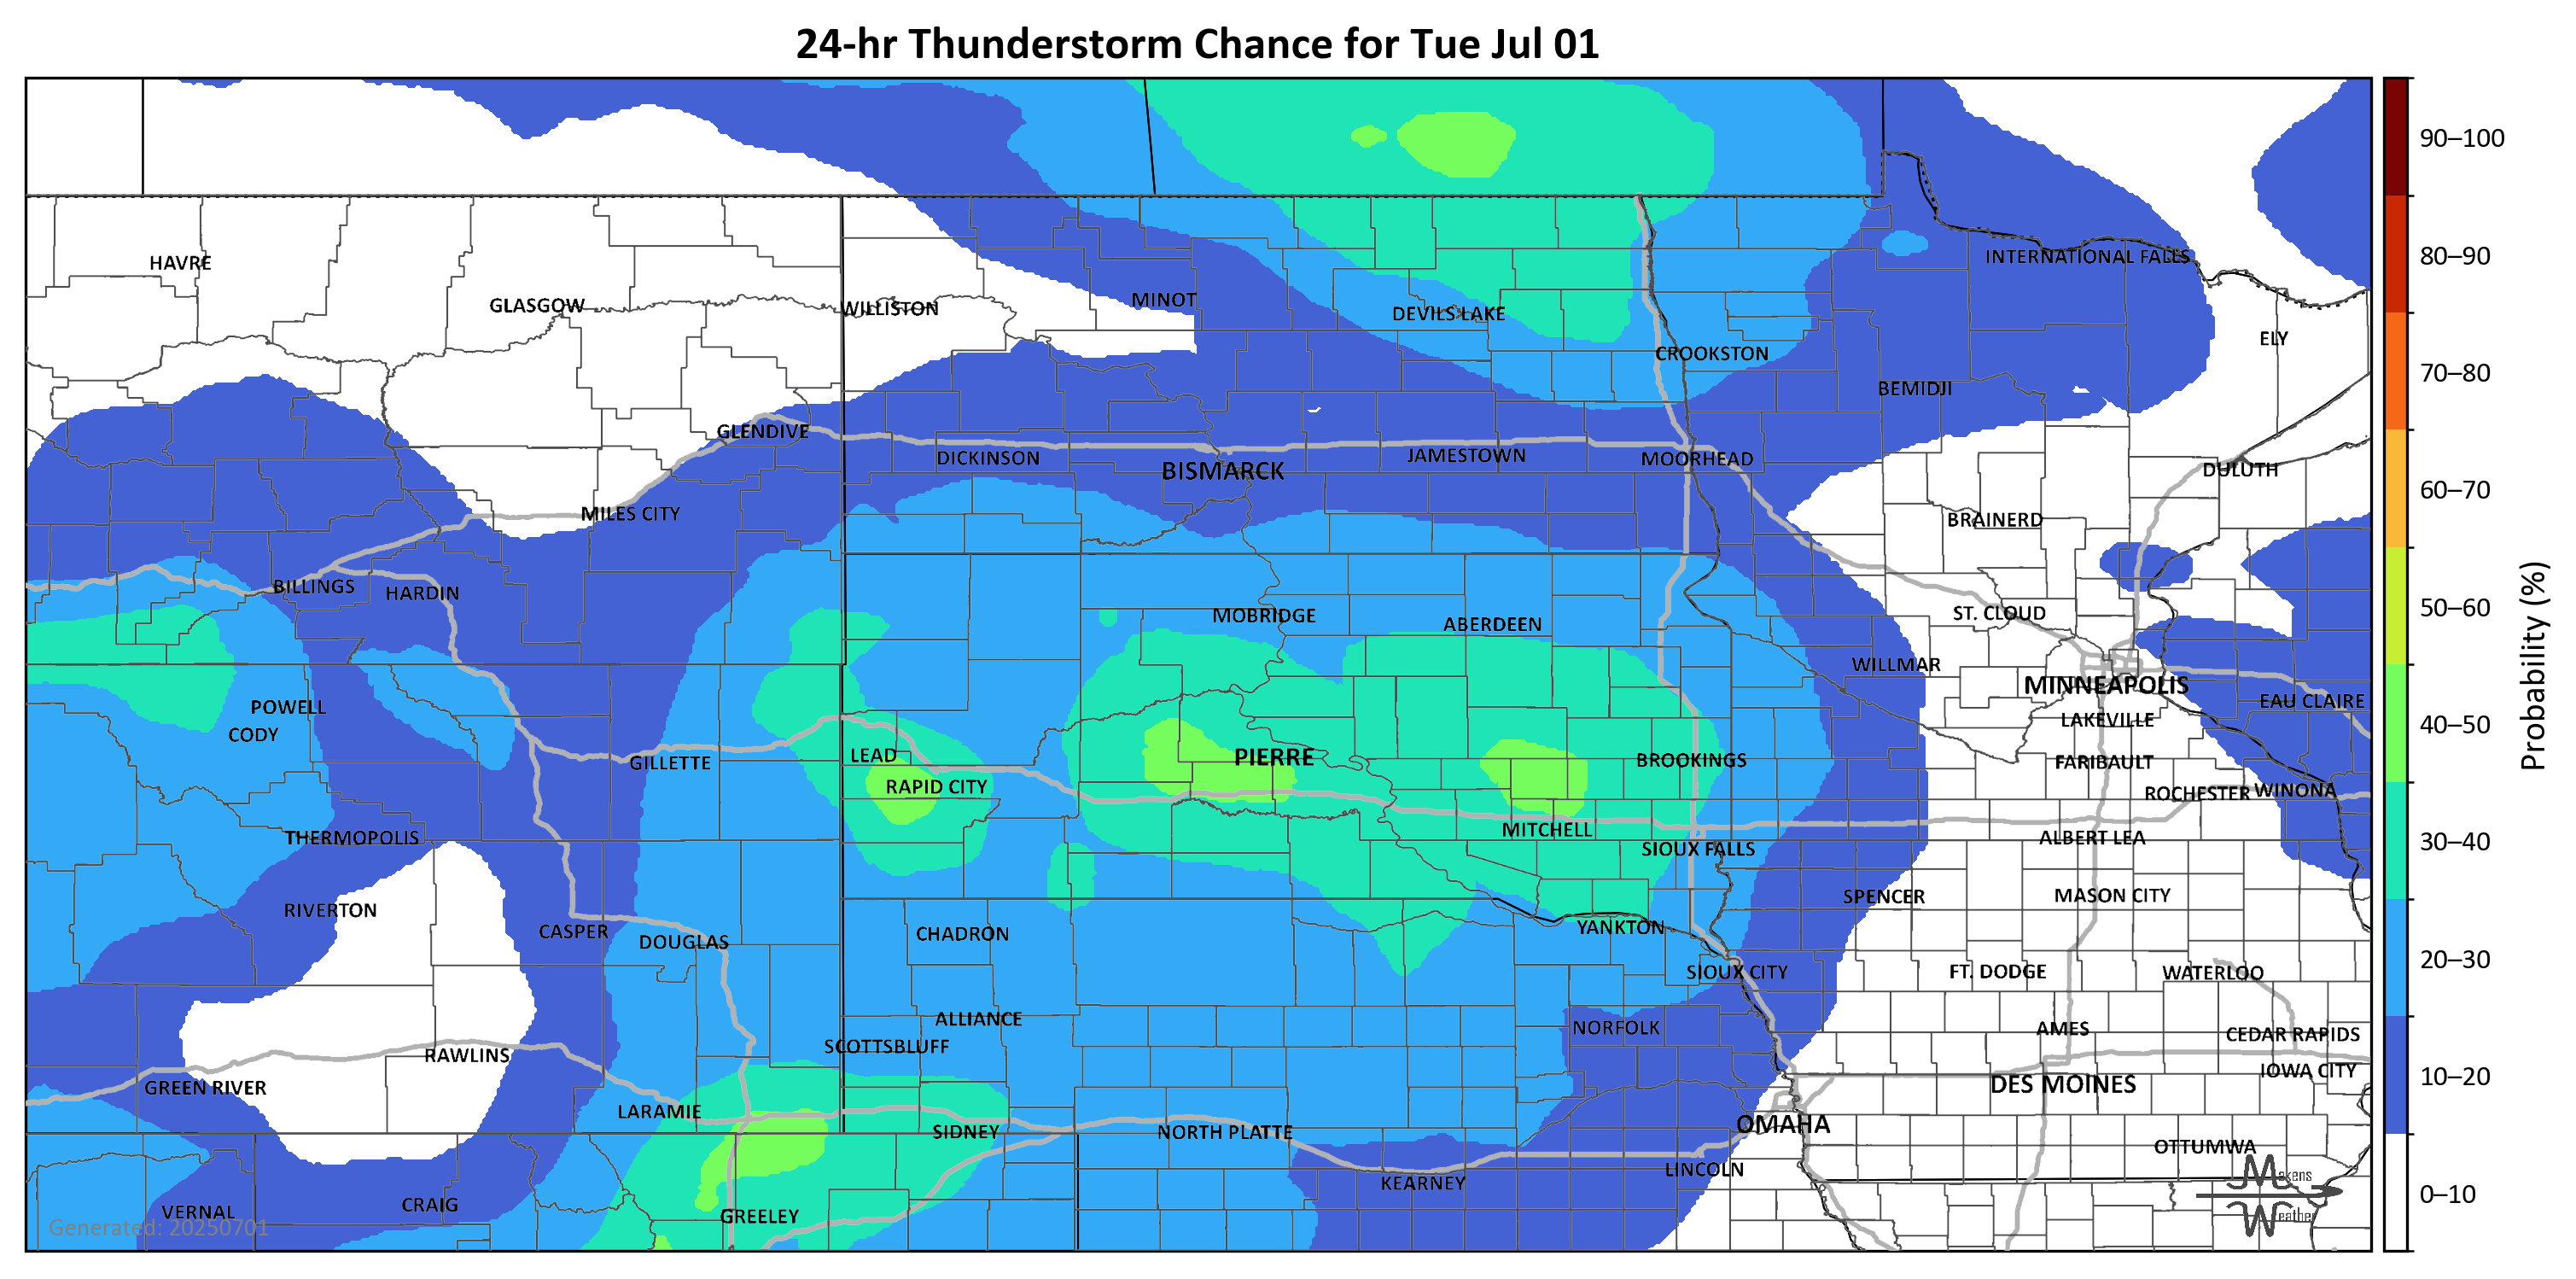 24-hr Thunderstorm Chance for Tue Jul 01
90–100
HAVRE
INTERNATIONAL FALLS
80–90
GLASGOW
WILLISTON
MINOT
DEVILS LAKE
ELY
CROOKSTON
70–80
BEMIDJI
GLENDIVE
DICKINSON
BISMARCK
JAMESTOWN
MOORHEAD
DULUTH
60–70
MILES CITY
BRAINERD
BILLINGS
HARDIN
MOBRIDGE
ABERDEEN
ST. CLOUD
50–60
WILLMAR
MINNEAPOLIS
POWELL
EAU CLAIRE
CODY
LAKEVILLE
40–50
Probability (%)
GILLETTE
LEAD
PIERRE
BROOKINGS
FARIBAULT
RAPID CITY
ROCHESTER
WINONA
THERMOPOLIS
MITCHELL
ALBERT LEA
30–40
SIOUX FALLS
RIVERTON
SPENCER
MASON CITY
CASPER
DOUGLAS
CHADRON
YANKTON
20–30
SIOUX CITY
FT. DODGE
WATERLOO
ALLIANCE
NORFOLK
AMES
CEDAR RAPIDS
RAWLINS
SCOTTSBLUFF
GREEN RIVER
DES MOINES
IOWA CITY
10–20
LARAMIE
SIDNEY
NORTH PLATTE
OMAHA
OTTUMWA
LINCOLN
KEARNEY
Makens
VERNAL
CRAIG
GREELEY
Weather
0–10
Generated: 20250701